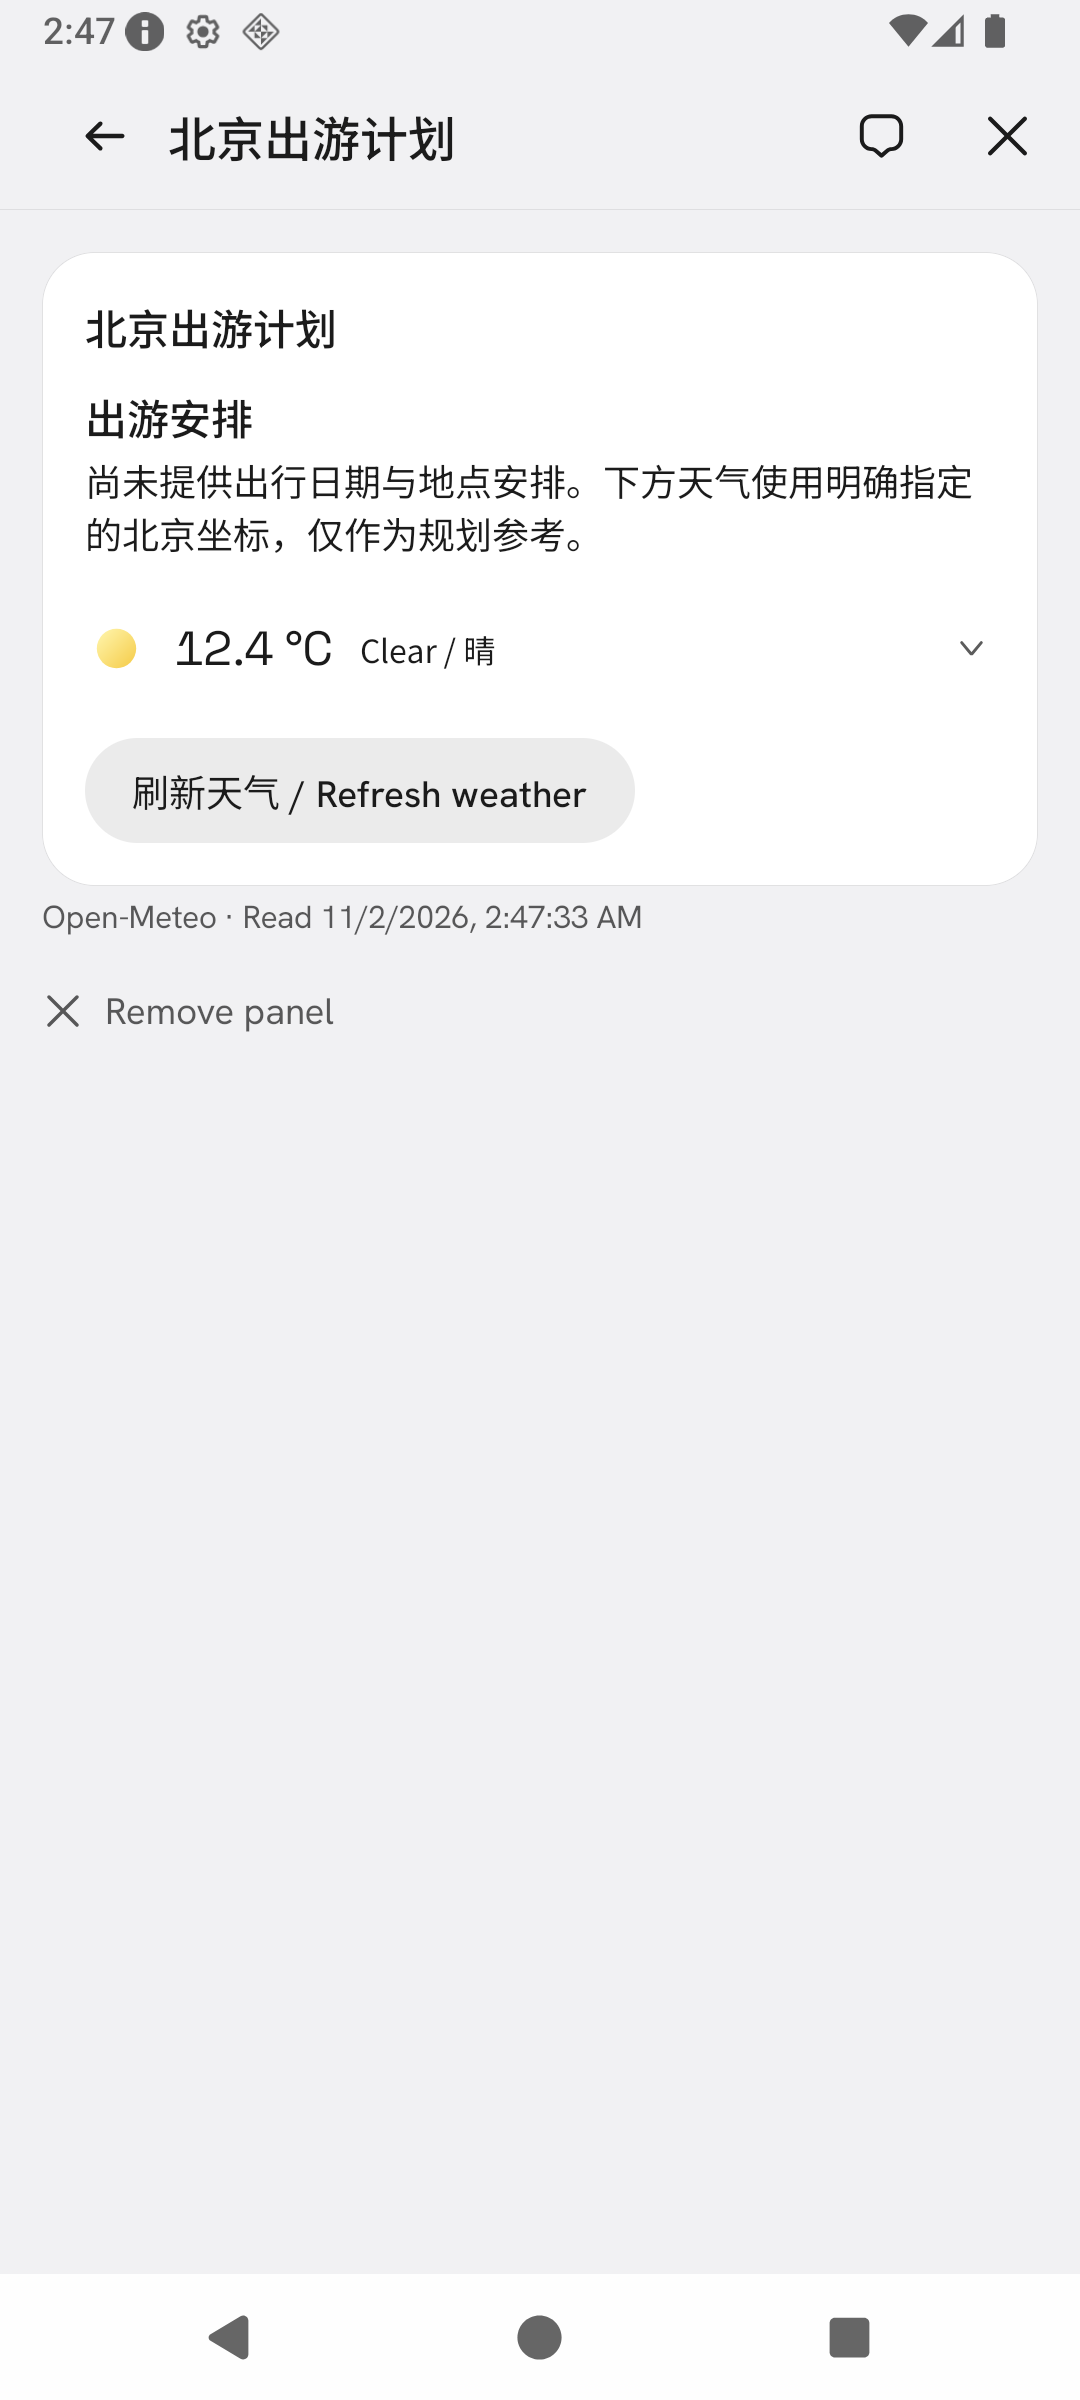 2:47
北京出游计划
北京出游计划
出游安排
尚未提供出行日期与地点安排。下方天气使用明确指定
的北京坐标，仅作为规划参考。
12.4 °C Clear / 晴
刷新天气 / Refresh weather
Open-Meteo · Read 11/2/2026, 2:47:33 AM
Remove panel